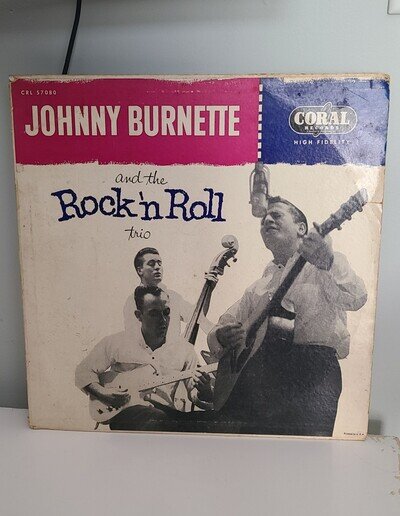 CRL 57080
JOHNNY BURNETTE
CORAL
RECORDS
HIGH FIDELITY
and the
Rock 'n Roll
trio